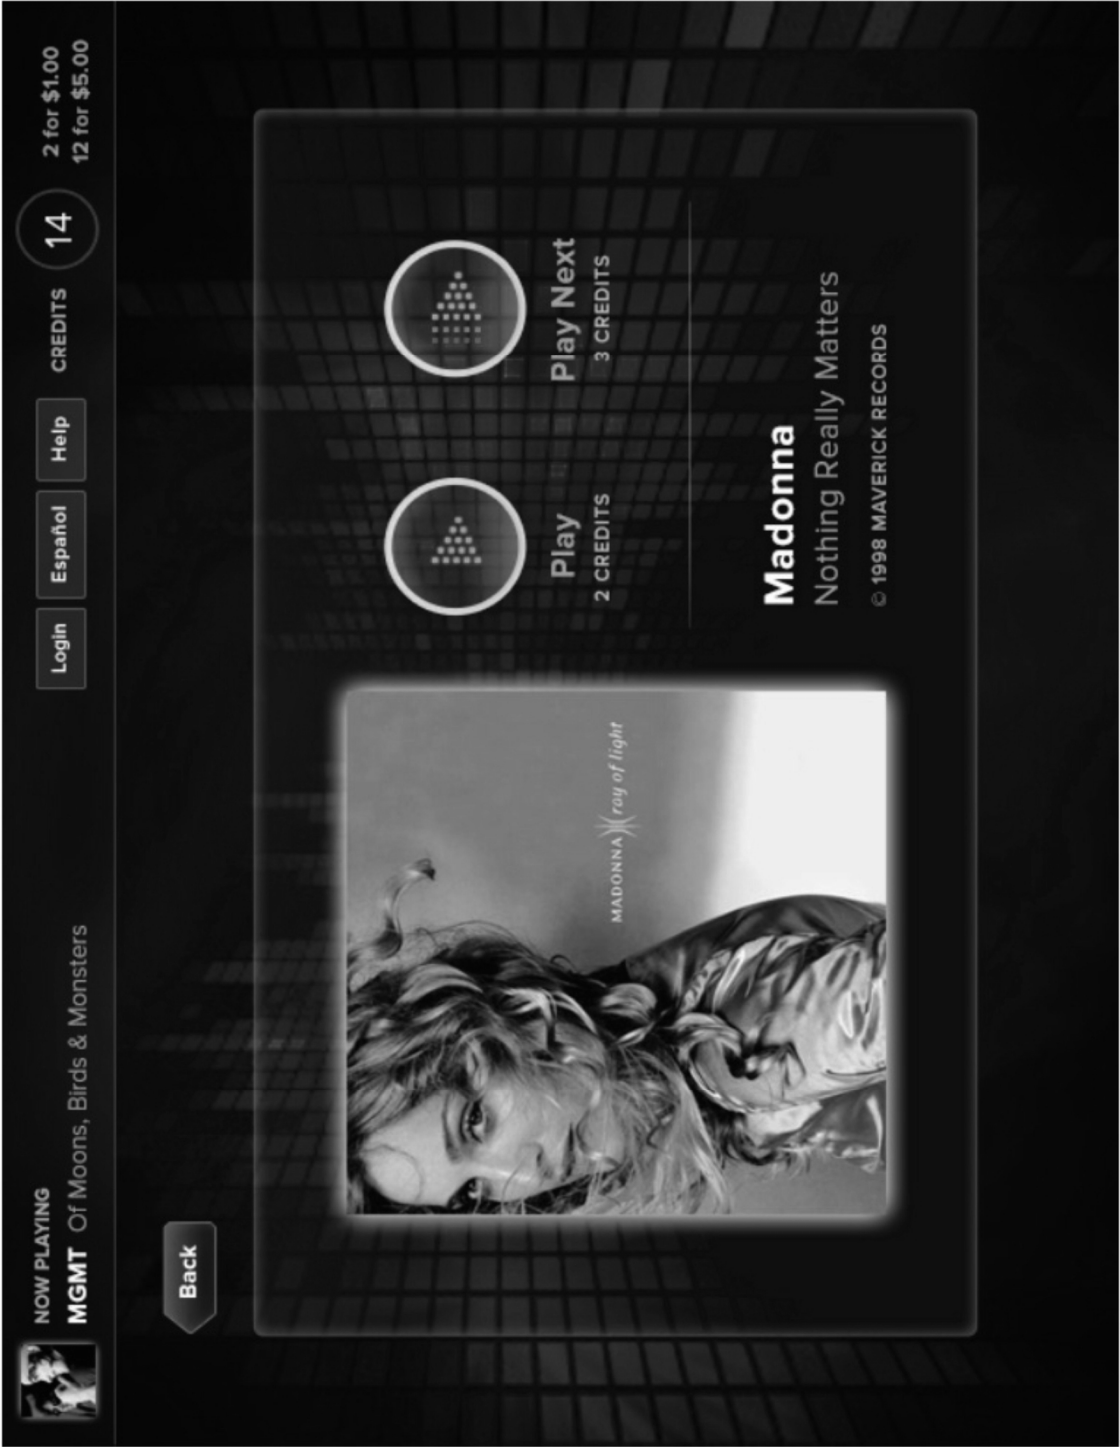 NOW PLAYING
MGMT Of Moons, Birds & Monsters
Login
Español
Help
CREDITS
14
2 for $1.00
12 for $5.00
Back
MADONNA ray of light
Play
2 CREDITS
Play Next
3 CREDITS
Madonna
Nothing Really Matters
© 1998 MAVERICK RECORDS